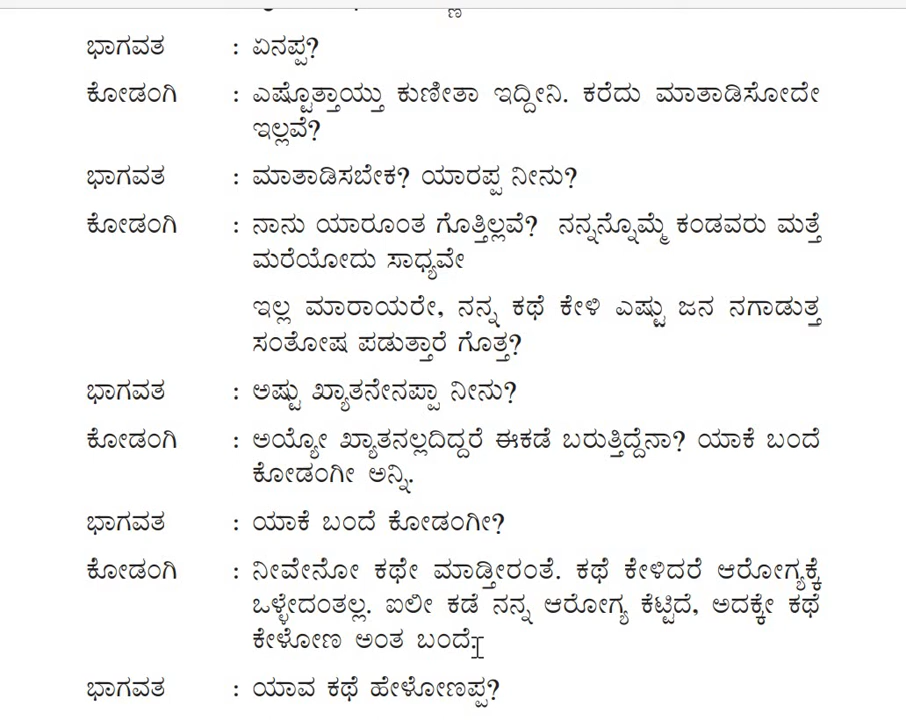 ಭಾಗವತ : ಏನಪ್ಪ?
ಕೋಡಂಗಿ : ಎಷ್ಟೊತ್ತಾಯ್ತು ಕುಣೀತಾ ಇದ್ದೀನಿ. ಕರೆದು ಮಾತಾಡಿಸೋದೇ
ಇಲ್ಲವೆ?
ಭಾಗವತ : ಮಾತಾಡಿಸಬೇಕ? ಯಾರಪ್ಪ ನೀನು?
ಕೋಡಂಗಿ : ನಾನು ಯಾರೂಂತ ಗೊತ್ತಿಲ್ಲವೆ? ನನ್ನನ್ನೊಮ್ಮೆ ಕಂಡವರು ಮತ್ತೆ
ಮರೆಯೋದು ಸಾಧ್ಯವೇ
ಇಲ್ಲ ಮಾರಾಯರೇ, ನನ್ನ ಕಥೆ ಕೇಳಿ ಎಷ್ಟು ಜನ ನಗಾಡುತ್ತ
ಸಂತೋಷ ಪಡುತ್ತಾರೆ ಗೊತ್ತ?
ಭಾಗವತ : ಅಷ್ಟು ಖ್ಯಾತನೇನಪ್ಪಾ ನೀನು?
ಕೋಡಂಗಿ : ಅಯ್ಯೋ ಖ್ಯಾತನಲ್ಲದಿದ್ದರೆ ಈಕಡೆ ಬರುತ್ತಿದ್ದೆನಾ? ಯಾಕೆ ಬಂದೆ
ಕೋಡಂಗೀ ಅನ್ನಿ.
ಭಾಗವತ : ಯಾಕೆ ಬಂದೆ ಕೋಡಂಗೀ?
ಕೋಡಂಗಿ : ನೀವೇನೋ ಕಥೇ ಮಾಡ್ತೀರಂತೆ. ಕಥೆ ಕೇಳಿದರೆ ಆರೋಗ್ಯಕ್ಕೆ
ಒಳ್ಳೇದಂತಲ್ಲ. ಐಲೀ ಕಡೆ ನನ್ನ ಆರೋಗ್ಯ ಕೆಟ್ಟಿದೆ, ಅದಕ್ಕೇ ಕಥೆ
ಕೇಳೋಣ ಅಂತ ಬಂದೆ.
ಭಾಗವತ : ಯಾವ ಕಥೆ ಹೇಳೋಣಪ್ಪ?